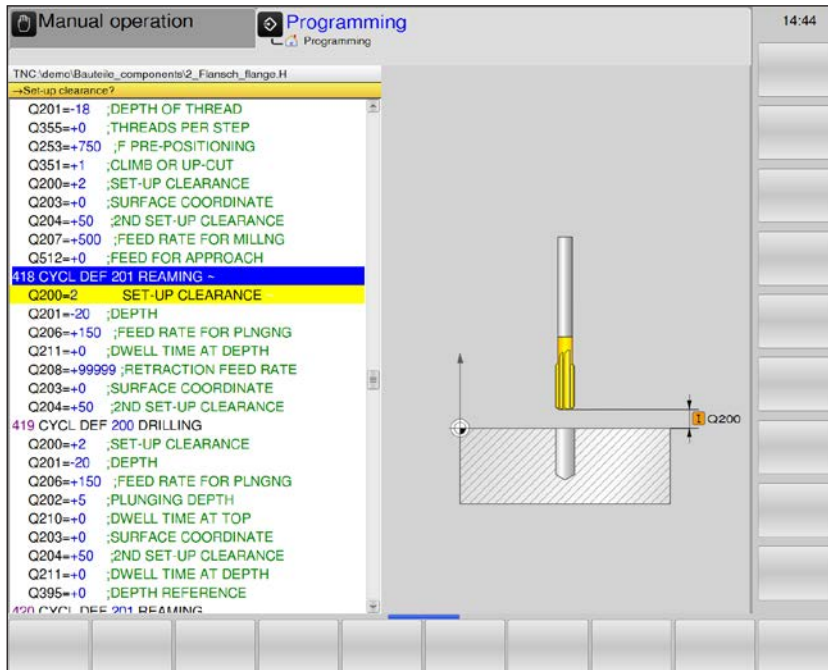 Manual operation
Programming
Programming
14:44
TNC:\demo\Bauteile_components\2_Flansch_flange.H
→Set-up clearance?
Q201=-18 ;DEPTH OF THREAD
Q355=+0 ;THREADS PER STEP
Q253=+750 ;F PRE-POSITIONING
Q351=+1 ;CLIMB OR UP-CUT
Q200=+2 ;SET-UP CLEARANCE
Q203=+0 ;SURFACE COORDINATE
Q204=+50 ;2ND SET-UP CLEARANCE
Q207=+500 ;FEED RATE FOR MILLNG
Q512=+0 ;FEED FOR APPROACH
418 CYCL DEF 201 REAMING ~
Q200=2 SET-UP CLEARANCE
Q201=-20 ;DEPTH
Q206=+150 ;FEED RATE FOR PLNGNG
Q211=+0 ;DWELL TIME AT DEPTH
Q208=+99999 ;RETRACTION FEED RATE
Q203=+0 ;SURFACE COORDINATE
Q204=+50 ;2ND SET-UP CLEARANCE
419 CYCL DEF 200 DRILLING
Q200=+2 ;SET-UP CLEARANCE
Q201=-20 ;DEPTH
Q206=+150 ;FEED RATE FOR PLNGNG
Q202=+5 ;PLUNGING DEPTH
Q210=+0 ;DWELL TIME AT TOP
Q203=+0 ;SURFACE COORDINATE
Q204=+50 ;2ND SET-UP CLEARANCE
Q211=+0 ;DWELL TIME AT DEPTH
Q395=+0 ;DEPTH REFERENCE
420 CYCL DEF 201 REAMING
Q200